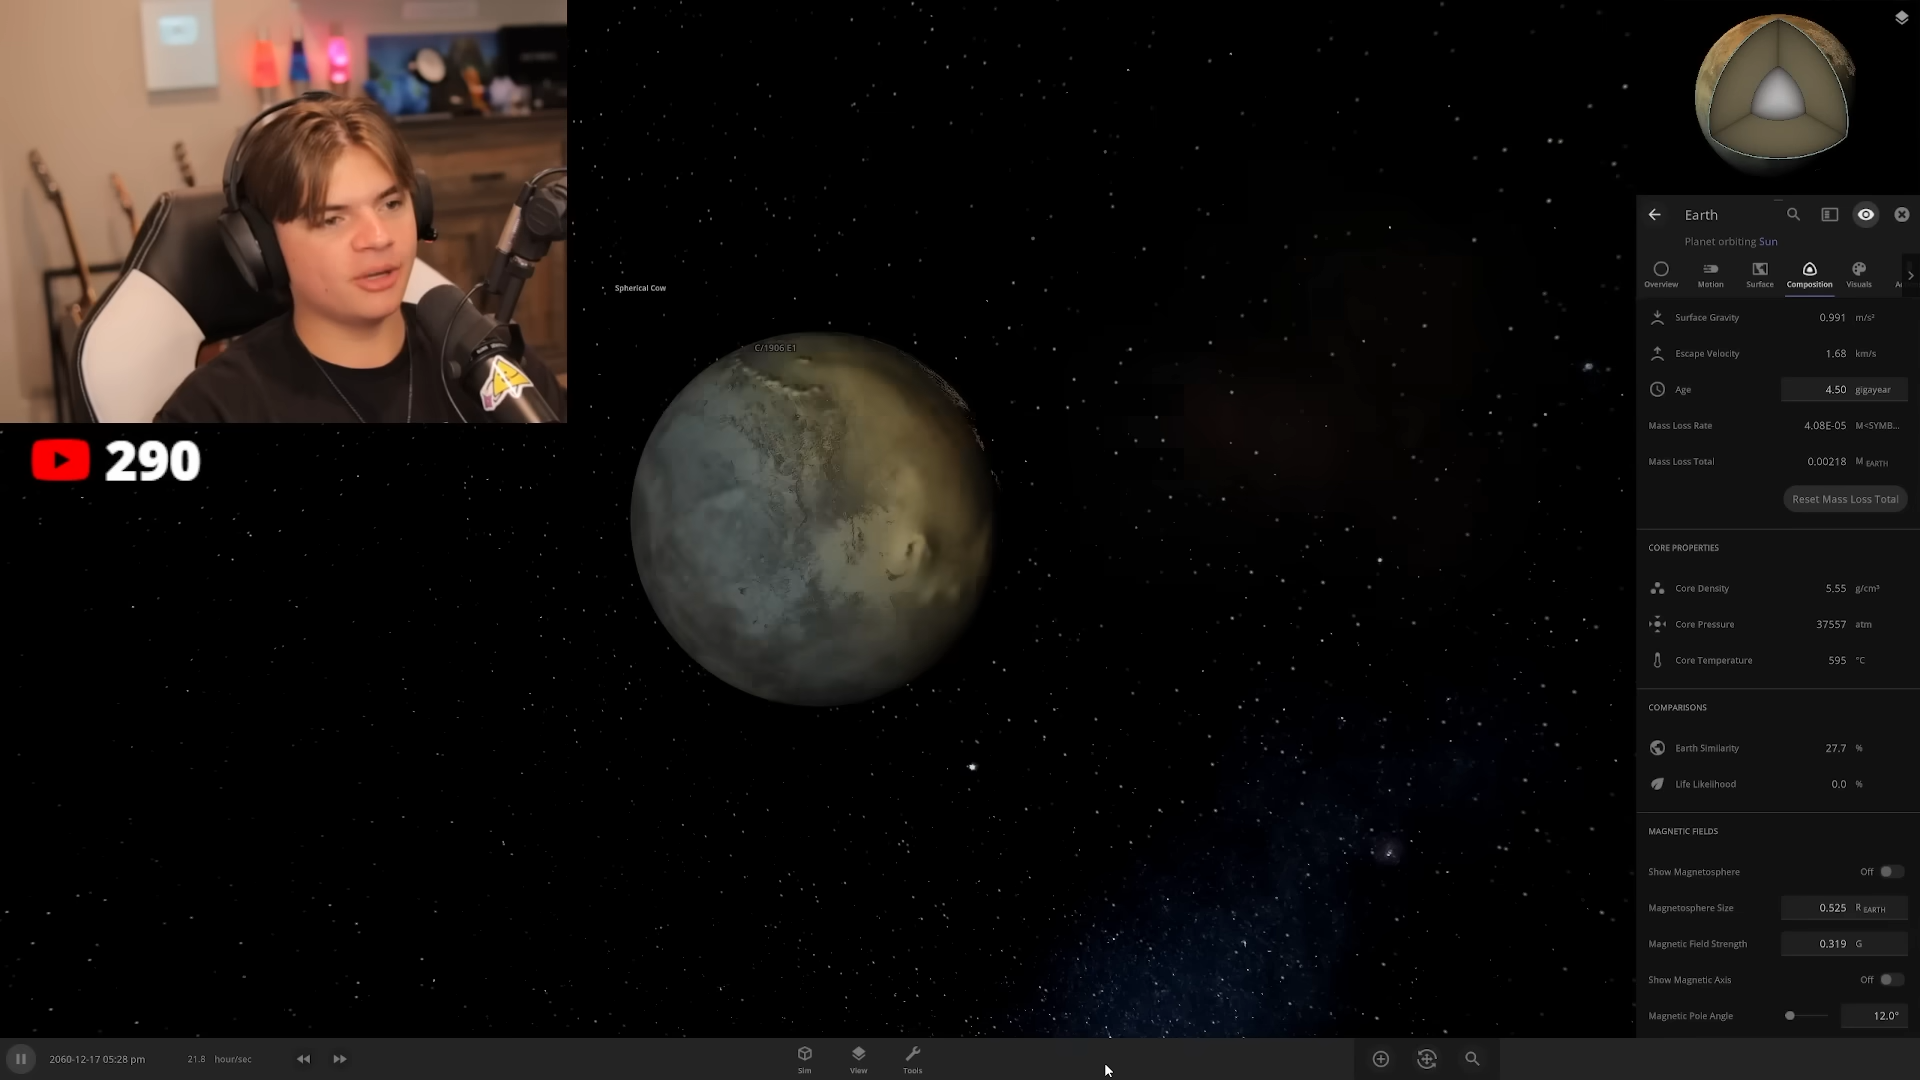 Spherical Cow
C/1906 E1
290
Earth
Planet orbiting Sun
Overview
Motion
Surface
Composition
Visuals
Surface Gravity 0.991 m/s²
Escape Velocity 1.68 km/s
Age 4.50 gigayear
Mass Loss Rate 4.08E-05 M<SYMB...
Mass Loss Total 0.00218 M EARTH
Reset Mass Loss Total
CORE PROPERTIES
Core Density 5.55 g/cm³
Core Pressure 37557 atm
Core Temperature 595 °C
COMPARISONS
Earth Similarity 27.7 %
Life Likelihood 0.0 %
MAGNETIC FIELDS
Show Magnetosphere Off
Magnetosphere Size 0.525 R EARTH
Magnetic Field Strength 0.319 G
Show Magnetic Axis Off
Magnetic Pole Angle 12.0°
2060-12-17 05:28 pm 21.8 hour/sec
Sim
View
Tools